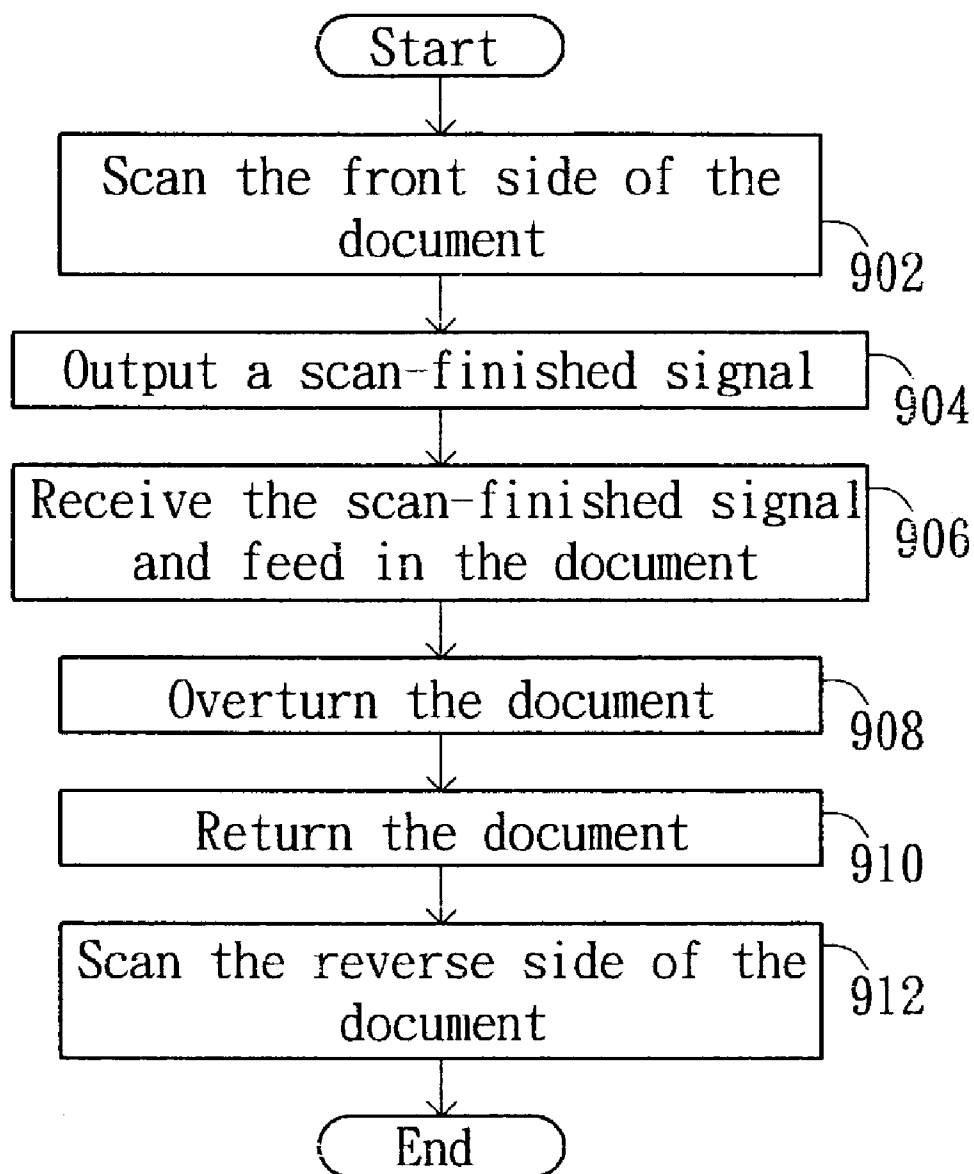 Start
Scan the front side of the
document
902
Output a scan-finished signal
904
Receive the scan-finished signal
and feed in the document
906
Overturn the document
908
Return the document
910
Scan the reverse side of the
document
912
End